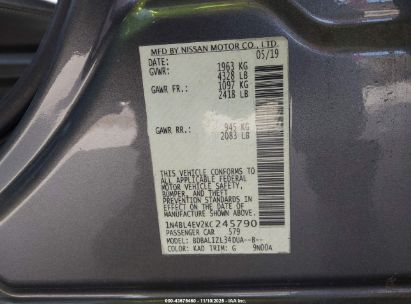 MFD BY NISSAN MOTOR CO., LTD.
DATE: 05/19
GVWR: 1963 KG
4328 LB
GAWR FR.: 1097 KG
2418 LB
GAWR RR.: 945 KG
2083 LB
THIS VEHICLE CONFORMS TO ALL
APPLICABLE FEDERAL MOTOR
VEHICLE SAFETY, BUMPER,
AND THEFT PREVENTION
STANDARDS IN EFFECT ON THE
DATE OF MANUFACTURE SHOWN
ABOVE.
1N4BL4EV2KC245790
PASSENGER CAR 579
MODEL: BDBALIZL34DUA--B--
COLOR: KAD TRIM: G 9N00A